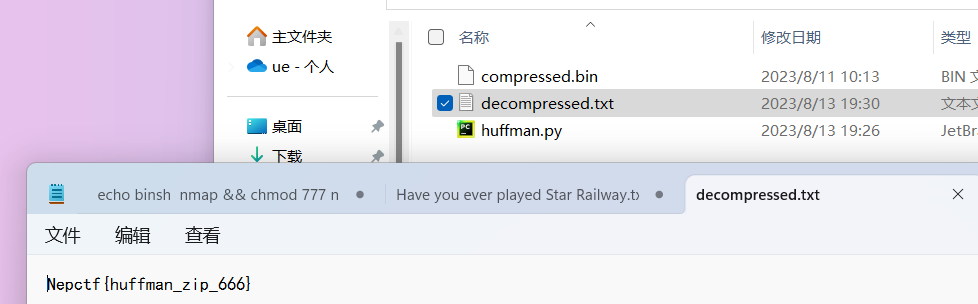 主文件夹
ue - 个人
桌面
下载
名称 修改日期 类型
compressed.bin 2023/8/11 10:13 BIN 文
decompressed.txt 2023/8/13 19:30 文本文
huffman.py 2023/8/13 19:26 JetBra
echo binsh  nmap && chmod 777 n
Have you ever played Star Railway.tx
decompressed.txt
文件 编辑 查看
Nepctf{huffman_zip_666}